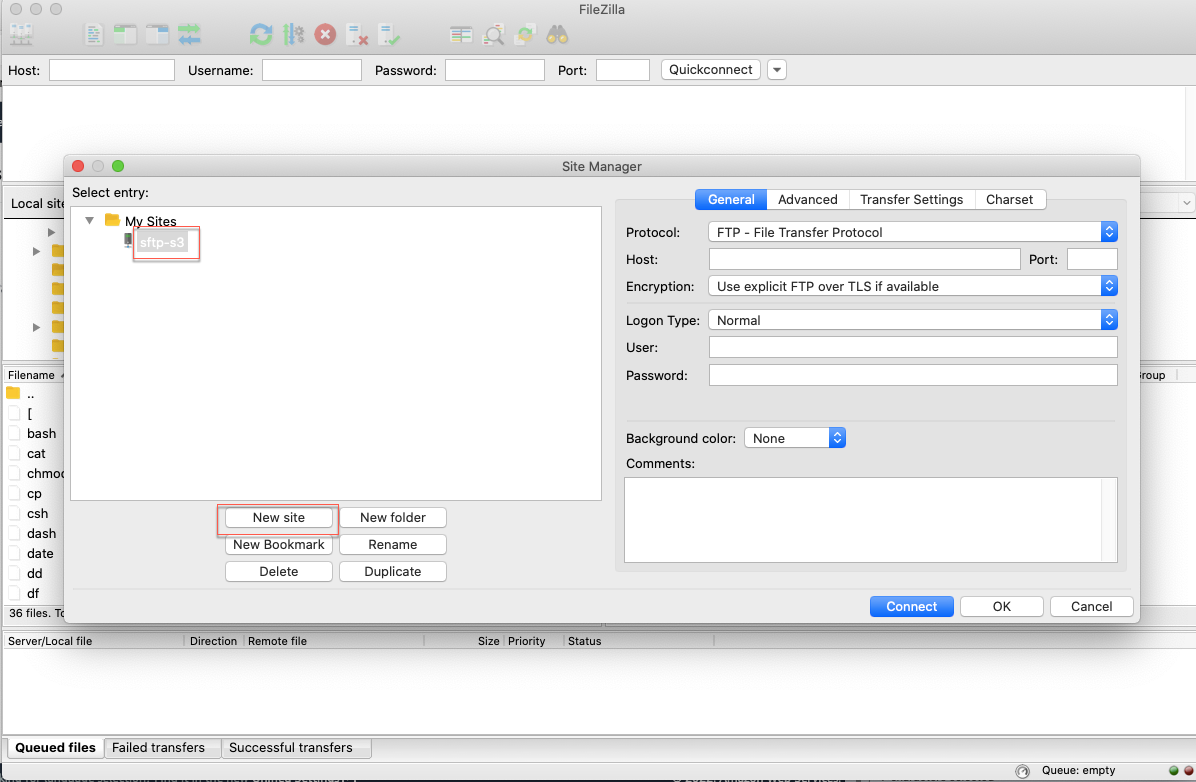 FileZilla
Host: Username: Password: Port: Quickconnect
Site Manager
Select entry:
My Sites
sftp-s3
New site New folder
New Bookmark Rename
Delete Duplicate
General Advanced Transfer Settings Charset
Protocol: FTP - File Transfer Protocol
Host: Port:
Encryption: Use explicit FTP over TLS if available
Logon Type: Normal
User:
Password:
Background color: None
Comments:
Connect OK Cancel
Local site
Filename
..
[
bash
cat
chmod
cp
csh
dash
date
dd
df
36 files. To
Server/Local file Direction Remote file Size Priority Status
Queued files Failed transfers Successful transfers
Queue: empty